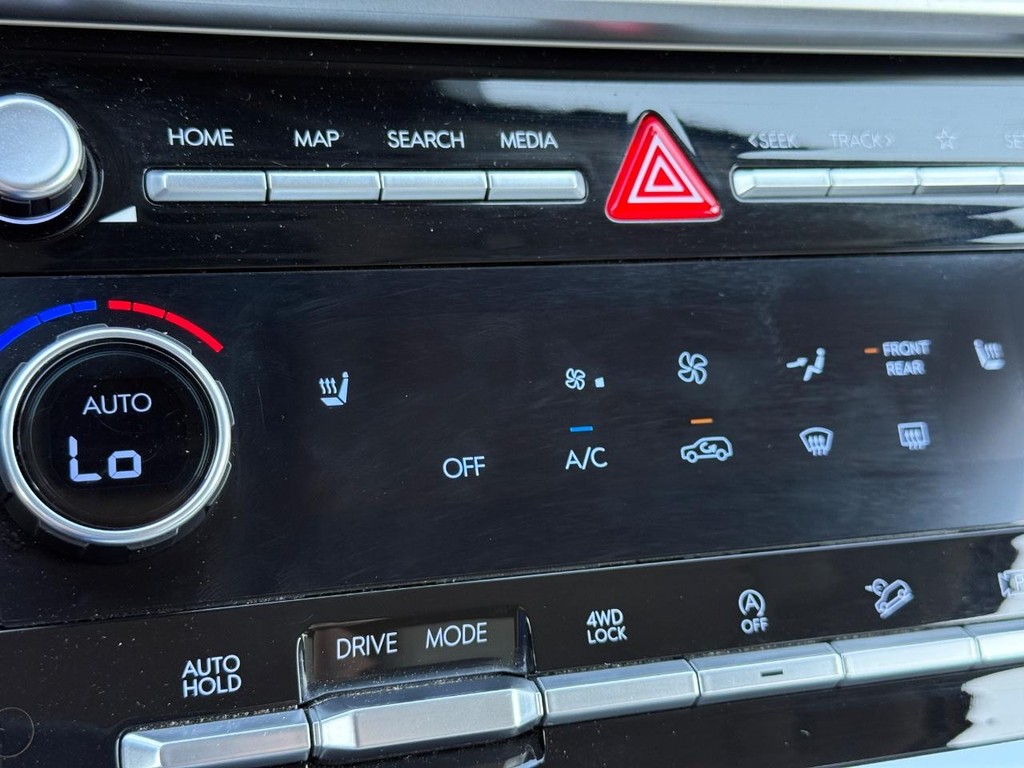 HOME MAP SEARCH MEDIA <SEEK TRACK>
AUTO
Lo
FRONT
REAR
OFF A/C
AUTO
HOLD
DRIVE MODE
4WD
LOCK
A
OFF